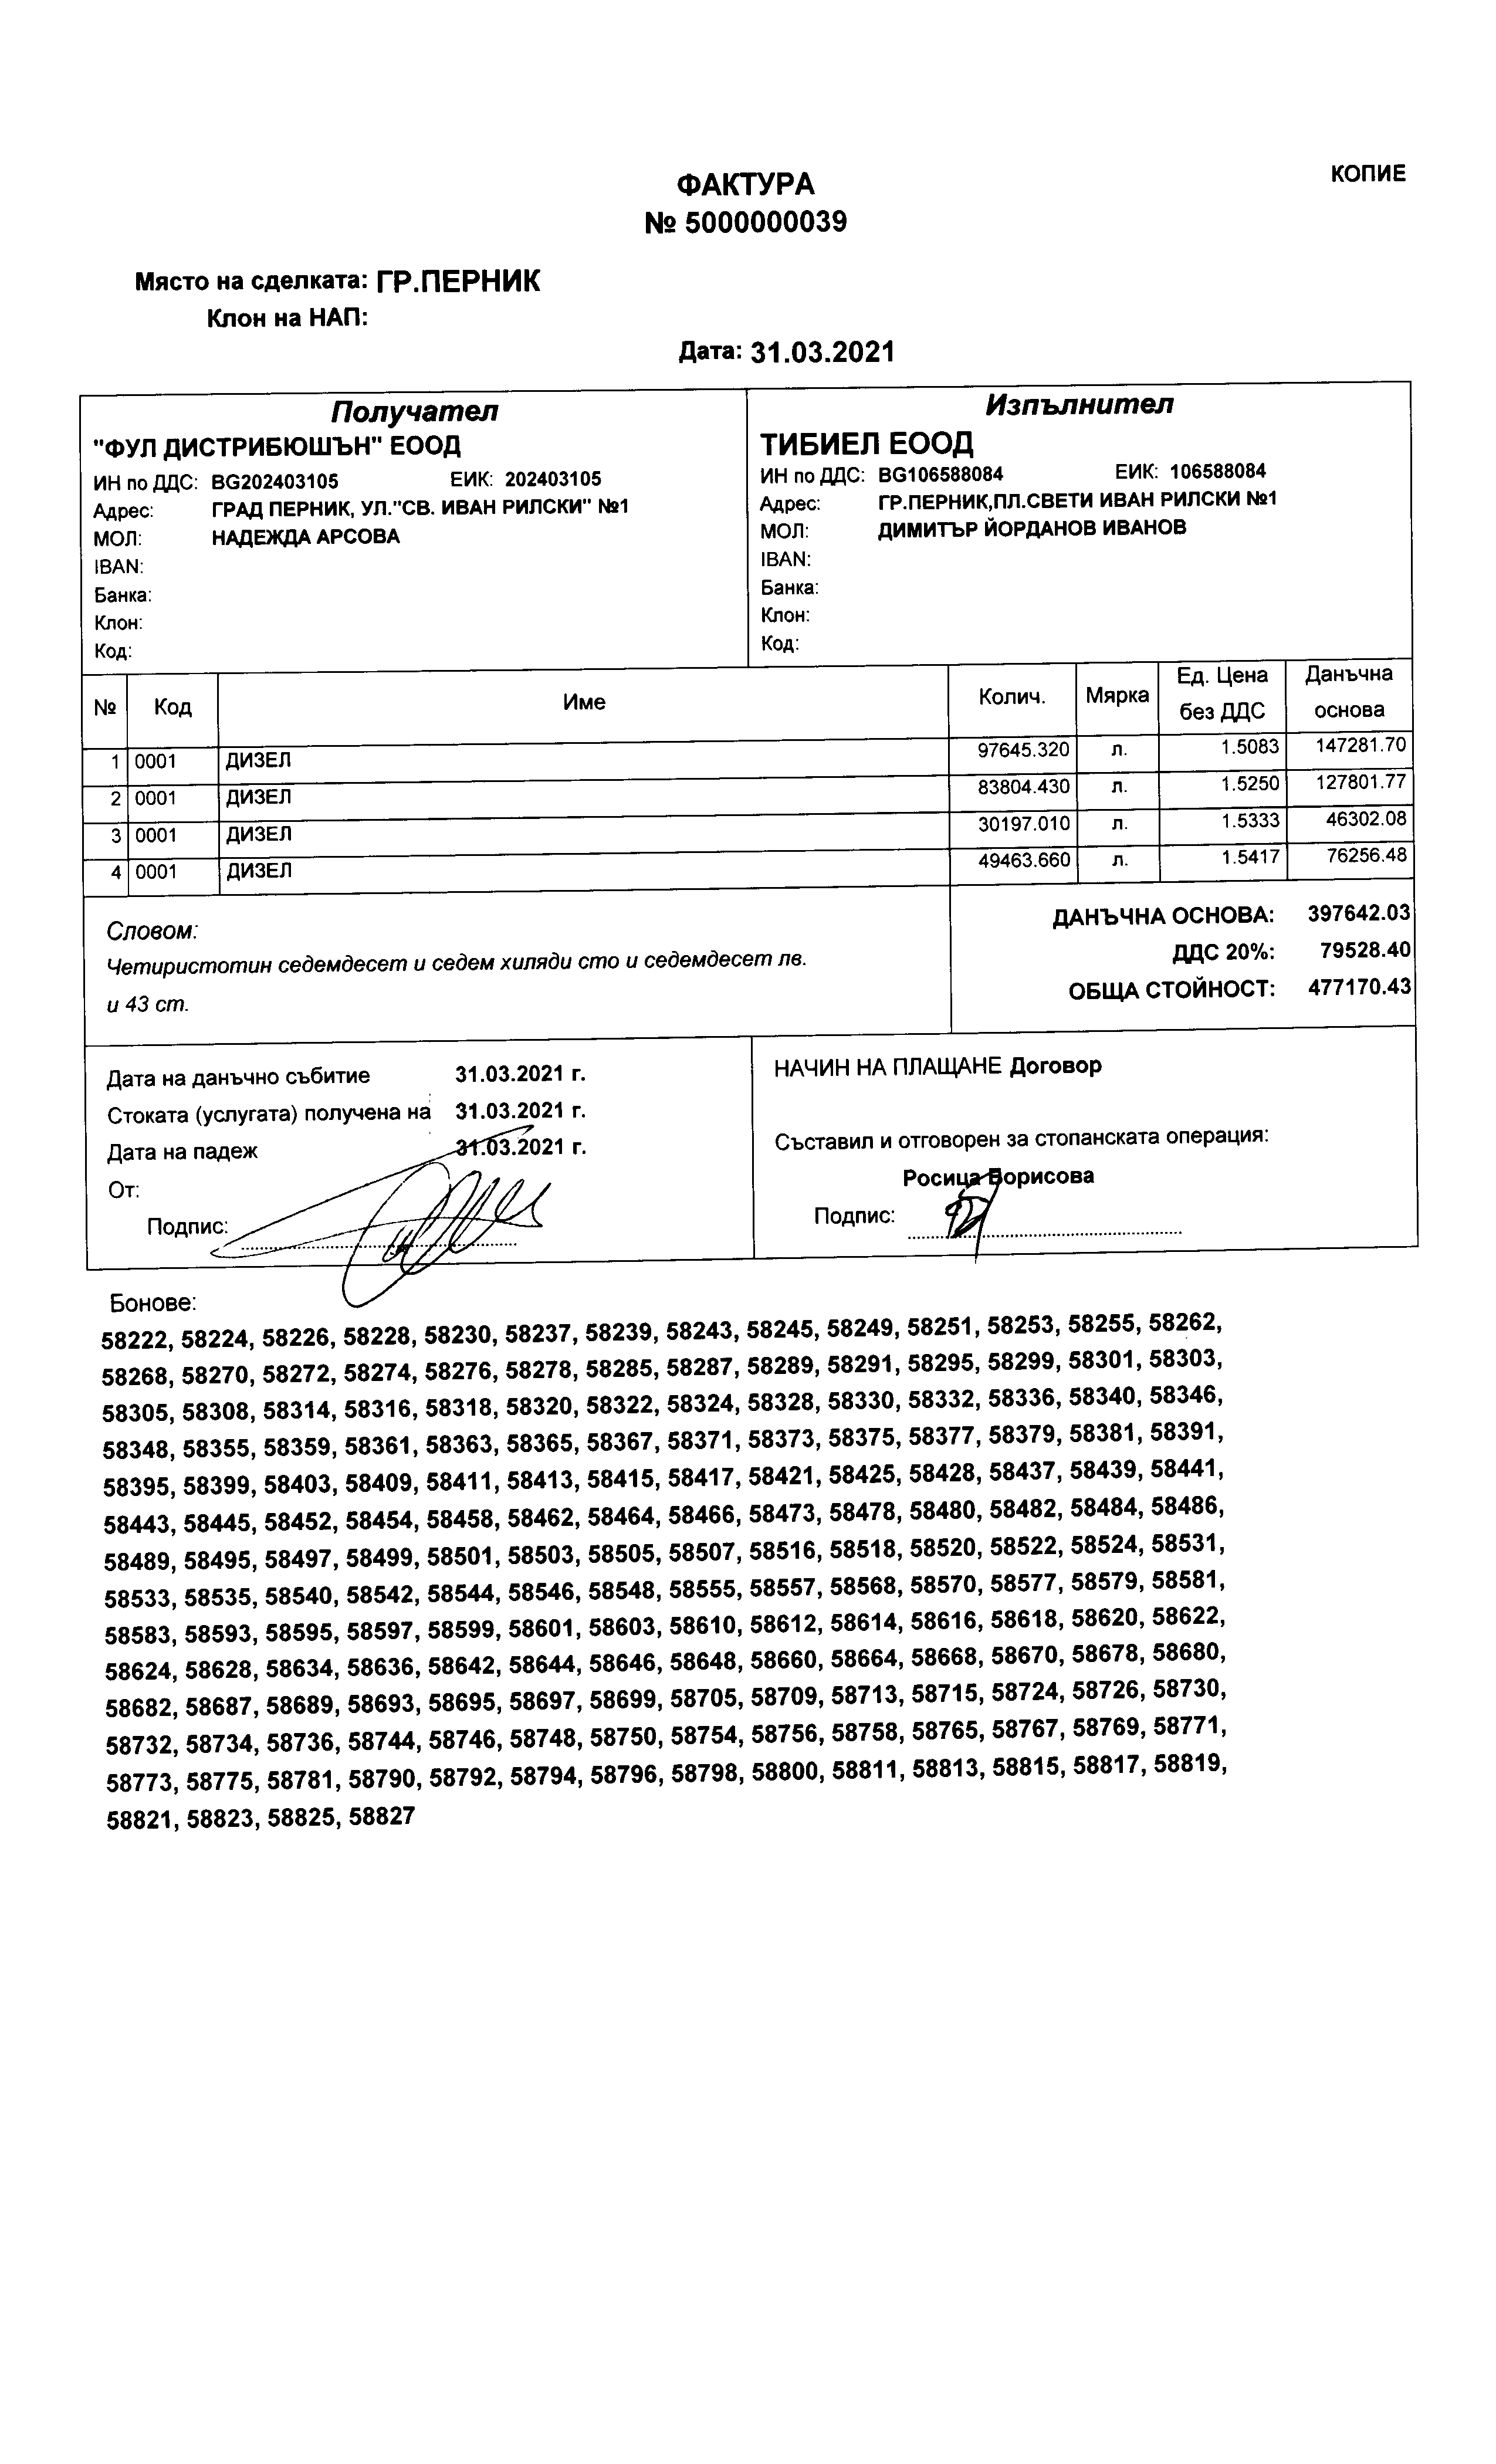 КОПИЕ
ФАКТУРА
№ 5000000039
Място на сделката: ГР.ПЕРНИК
Клон на НАП:
Дата: 31.03.2021
Получател
"ФУЛ ДИСТРИБЮШЪН" ЕООД
ИН по ДДС: BG202403105 ЕИК: 202403105
Адрес: ГРАД ПЕРНИК, УЛ."СВ. ИВАН РИЛСКИ" №1
МОЛ: НАДЕЖДА АРСОВА
IBAN:
Банка:
Клон:
Код:
Изпълнител
ТИБИЕЛ ЕООД
ИН по ДДС: BG106588084 ЕИК: 106588084
Адрес: ГР.ПЕРНИК,ПЛ.СВЕТИ ИВАН РИЛСКИ №1
МОЛ: ДИМИТЪР ЙОРДАНОВ ИВАНОВ
IBAN:
Банка:
Клон:
Код:
№ Код Име Колич. Мярка Ед. Цена без ДДС Данъчна основа
1 0001 ДИЗЕЛ 97645.320 л. 1.5083 147281.70
2 0001 ДИЗЕЛ 83804.430 л. 1.5250 127801.77
3 0001 ДИЗЕЛ 30197.010 л. 1.5333 46302.08
4 0001 ДИЗЕЛ 49463.660 л. 1.5417 76256.48
Словом:
Четиристотин седемдесет и седем хиляди сто и седемдесет лв.
и 43 ст.
ДАНЪЧНА ОСНОВА: 397642.03
ДДС 20%: 79528.40
ОБЩА СТОЙНОСТ: 477170.43
Дата на данъчно събитие 31.03.2021 г.
Стоката (услугата) получена на 31.03.2021 г.
Дата на падеж 31.03.2021 г.
От:
Подпис:
НАЧИН НА ПЛАЩАНЕ Договор
Съставил и отговорен за стопанската операция:
Росица Борисова
Подпис:
Бонове:
58222, 58224, 58226, 58228, 58230, 58237, 58239, 58243, 58245, 58249, 58251, 58253, 58255, 58262,
58268, 58270, 58272, 58274, 58276, 58278, 58285, 58287, 58289, 58291, 58295, 58299, 58301, 58303,
58305, 58308, 58314, 58316, 58318, 58320, 58322, 58324, 58328, 58330, 58332, 58336, 58340, 58346,
58348, 58355, 58359, 58361, 58363, 58365, 58367, 58371, 58373, 58375, 58377, 58379, 58381, 58391,
58395, 58399, 58403, 58409, 58411, 58413, 58415, 58417, 58421, 58425, 58428, 58437, 58439, 58441,
58443, 58445, 58452, 58454, 58458, 58462, 58464, 58466, 58473, 58478, 58480, 58482, 58484, 58486,
58489, 58495, 58497, 58499, 58501, 58503, 58505, 58507, 58516, 58518, 58520, 58522, 58524, 58531,
58533, 58535, 58540, 58542, 58544, 58546, 58548, 58555, 58557, 58568, 58570, 58577, 58579, 58581,
58583, 58593, 58595, 58597, 58599, 58601, 58603, 58610, 58612, 58614, 58616, 58618, 58620, 58622,
58624, 58628, 58634, 58636, 58642, 58644, 58646, 58648, 58660, 58664, 58668, 58670, 58678, 58680,
58682, 58687, 58689, 58693, 58695, 58697, 58699, 58705, 58709, 58713, 58715, 58724, 58726, 58730,
58732, 58734, 58736, 58744, 58746, 58748, 58750, 58754, 58756, 58758, 58765, 58767, 58769, 58771,
58773, 58775, 58781, 58790, 58792, 58794, 58796, 58798, 58800, 58811, 58813, 58815, 58817, 58819,
58821, 58823, 58825, 58827